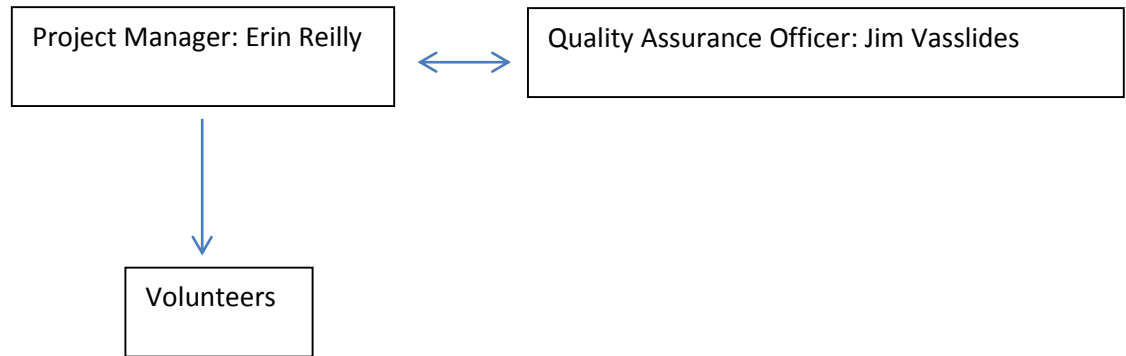 Project Manager: Erin Reilly
Quality Assurance Officer: Jim Vasslides
Volunteers